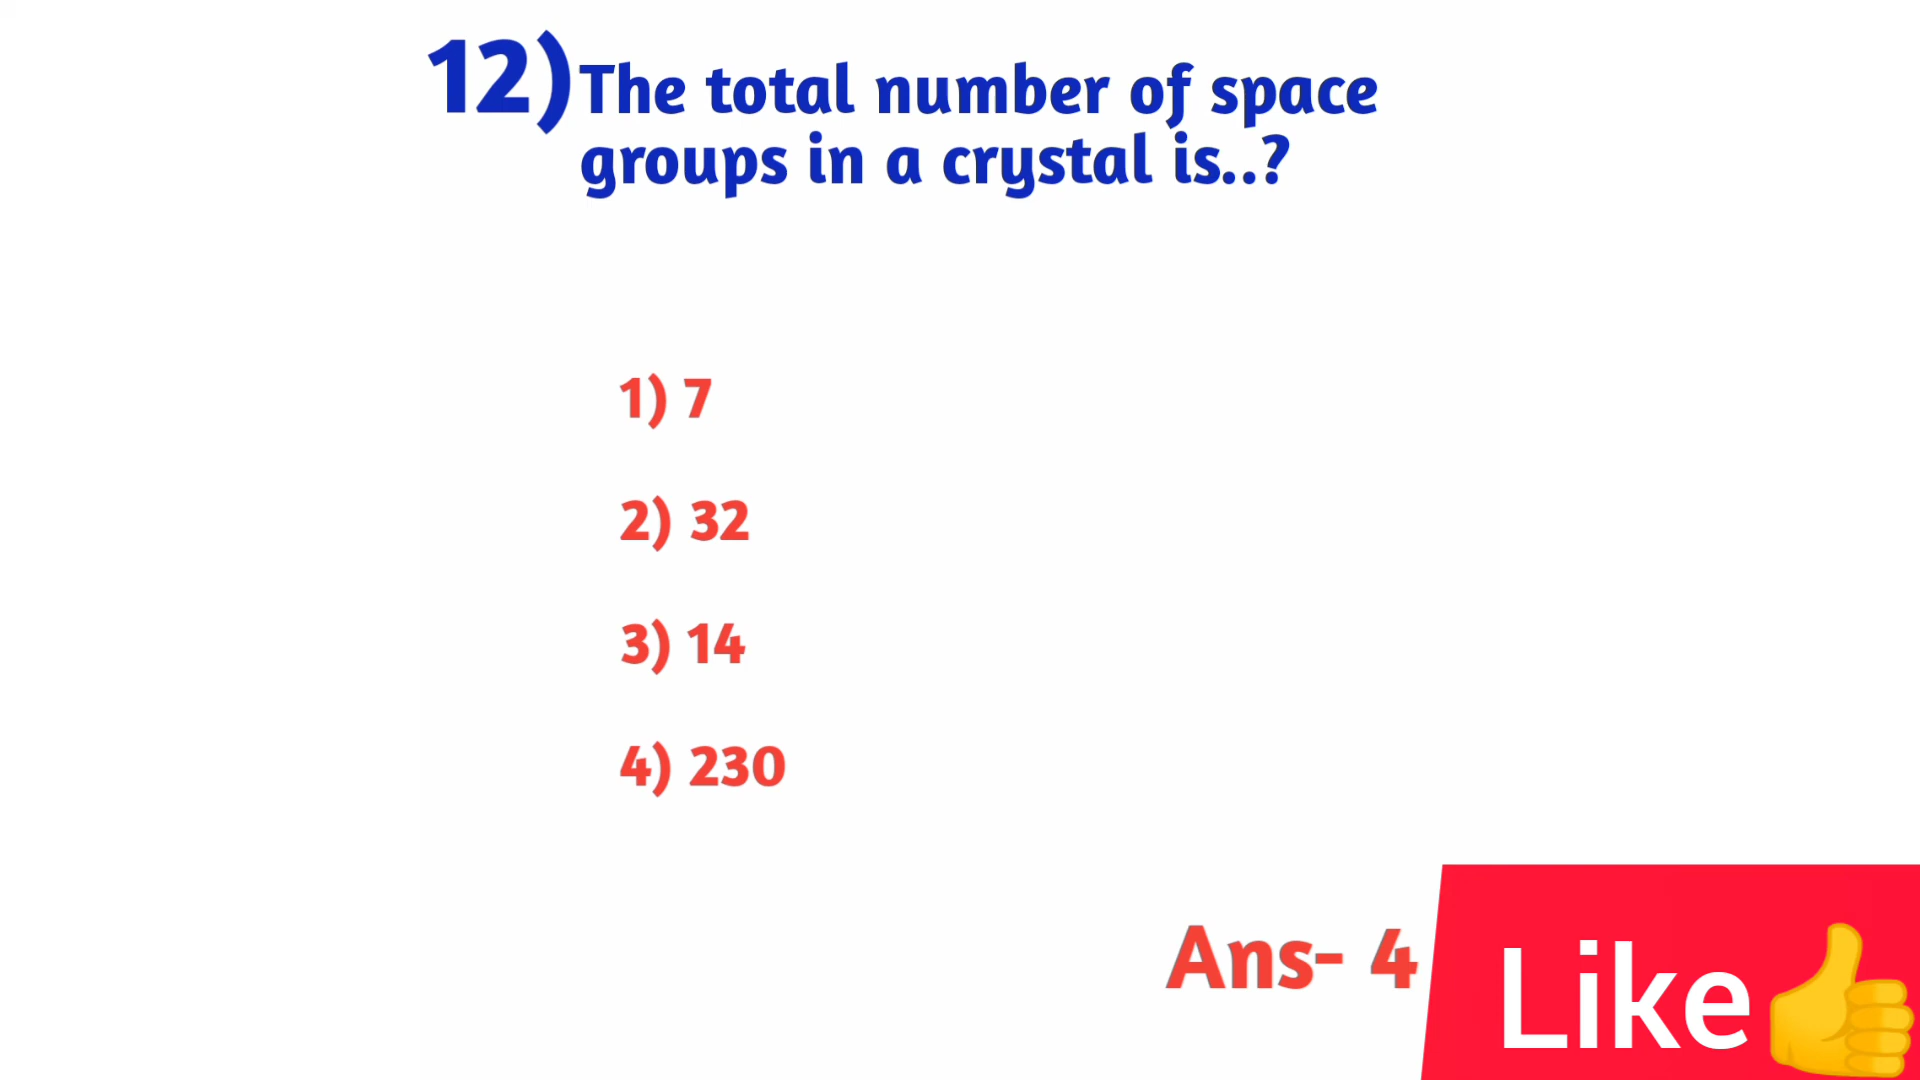 12) The total number of space
groups in a crystal is..?
1) 7
2) 32
3) 14
4) 230
Ans- 4
Like